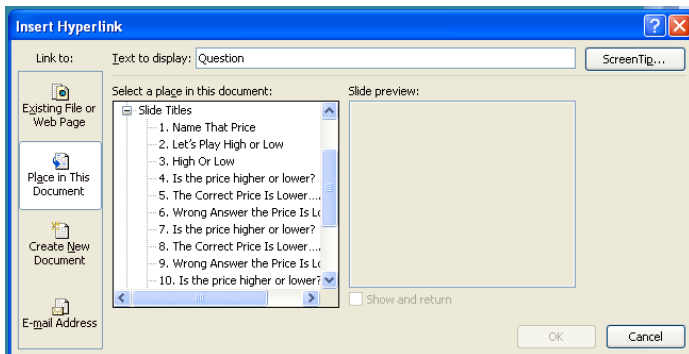 Insert Hyperlink
Link to:
Text to display: Question
ScreenTip...
Existing File or
Web Page
Place in This
Document
Create New
Document
E-mail Address
Select a place in this document:
Slide Titles
1. Name That Price
2. Let's Play High or Low
3. High Or Low
4. Is the price higher or lower?
5. The Correct Price Is Lower....
6. Wrong Answer the Price Is Lo
7. Is the price higher or lower?
8. The Correct Price Is Lower....
9. Wrong Answer the Price Is Lo
10. Is the price higher or lower?
Slide preview:
Show and return
OK
Cancel